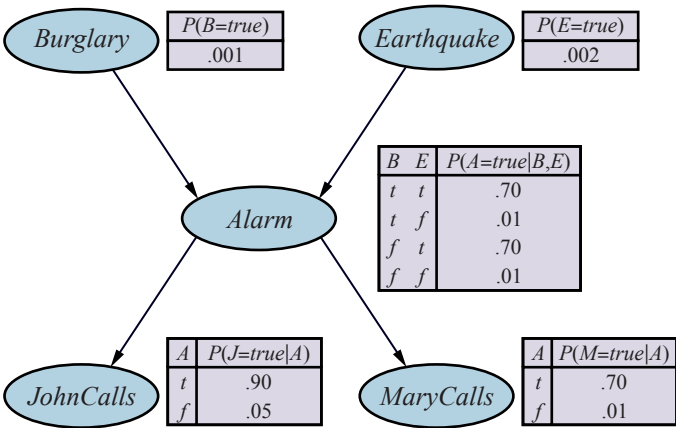 Burglary
P(B=true)
.001
Earthquake
P(E=true)
.002
B E P(A=true|B,E)
t t .70
t f .01
f t .70
f f .01
Alarm
JohnCalls
A P(J=true|A)
t .90
f .05
MaryCalls
A P(M=true|A)
t .70
f .01